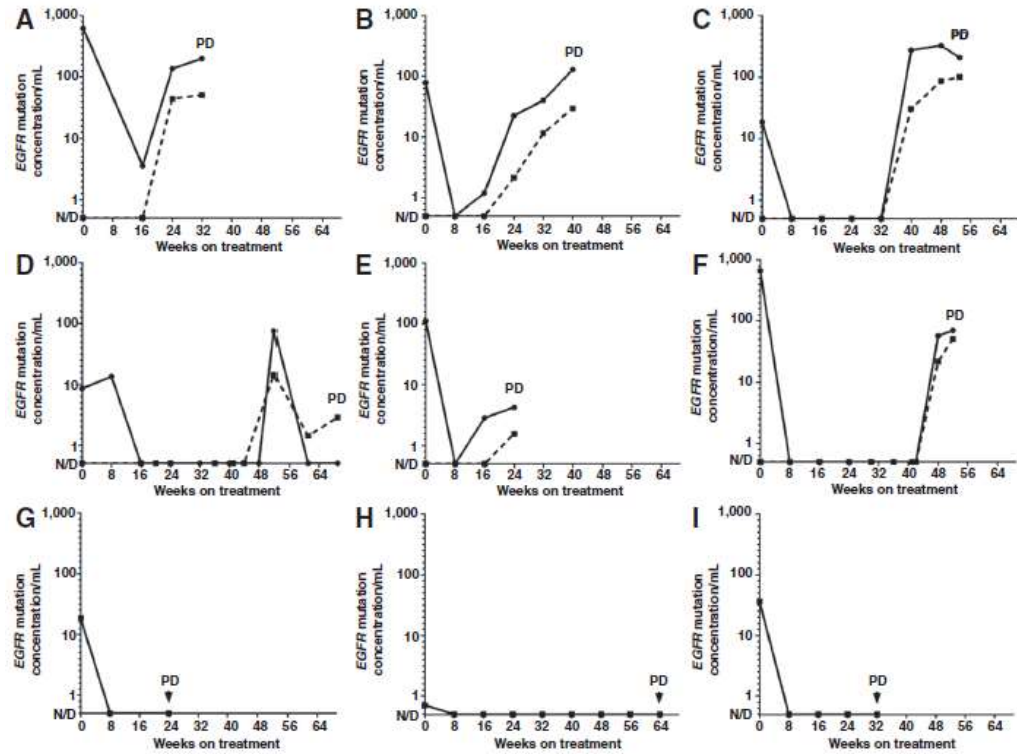 A
EGFR mutation
concentration/mL
1,000
100
10
1
N/D
PD
0 8 16 24 32 40 48 56 64
Weeks on treatment
B
EGFR mutation
concentration/mL
1,000
100
10
1
N/D
PD
0 8 16 24 32 40 48 56 64
Weeks on treatment
C
EGFR mutation
concentration/mL
1,000
100
10
1
N/D
PD
0 8 16 24 32 40 48 56 64
Weeks on treatment
D
EGFR mutation
concentration/mL
1,000
100
10
1
N/D
PD
0 8 16 24 32 40 48 56 64
Weeks on treatment
E
EGFR mutation
concentration/mL
1,000
100
10
1
N/D
PD
0 8 16 24 32 40 48 56 64
Weeks on treatment
F
EGFR mutation
concentration/mL
1,000
100
10
1
N/D
PD
0 8 16 24 32 40 48 56 64
Weeks on treatment
G
EGFR mutation
concentration/mL
1,000
100
10
1
N/D
PD
0 8 16 24 32 40 48 56 64
Weeks on treatment
H
EGFR mutation
concentration/mL
1,000
100
10
1
N/D
PD
0 8 16 24 32 40 48 56 64
Weeks on treatment
I
EGFR mutation
concentration/mL
1,000
100
10
1
N/D
PD
0 8 16 24 32 40 48 56 64
Weeks on treatment